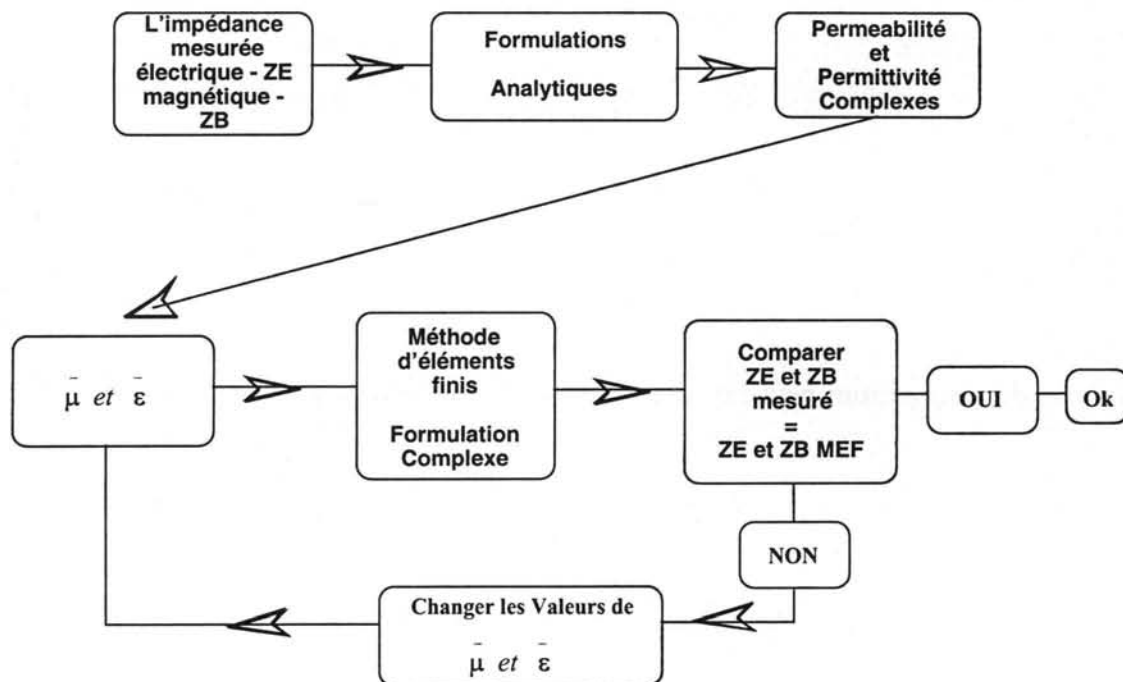 L'impédance
mesurée
électrique - ZE
magnétique -
ZB
Formulations
Analytiques
Permeabilité
et
Permittivité
Complexes
μ̄ et ε̄
Méthode
d'éléments
finis
Formulation
Complexe
Comparer
ZE et ZB
mesuré
=
ZE et ZB MEF
OUI
Ok
NON
Changer les Valeurs de
μ̄ et ε̄